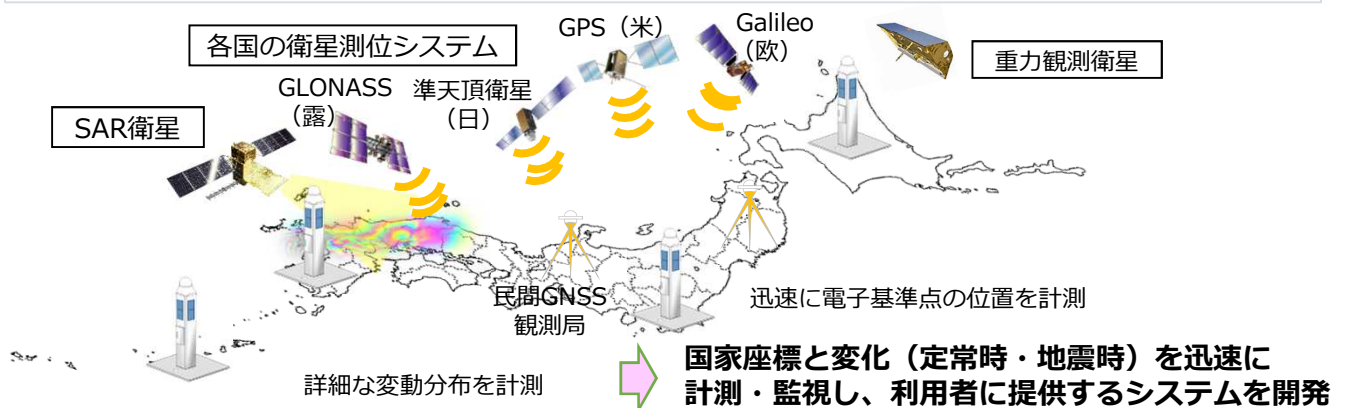 各国の衛星測位システム
GPS（米）
Galileo
（欧）
重力観測衛星
GLONASS
（露）
準天頂衛星
（日）
SAR衛星
民間GNSS
観測局
迅速に電子基準点の位置を計測
詳細な変動分布を計測
国家座標と変化（定常時・地震時）を迅速に
計測・監視し、利用者に提供するシステムを開発